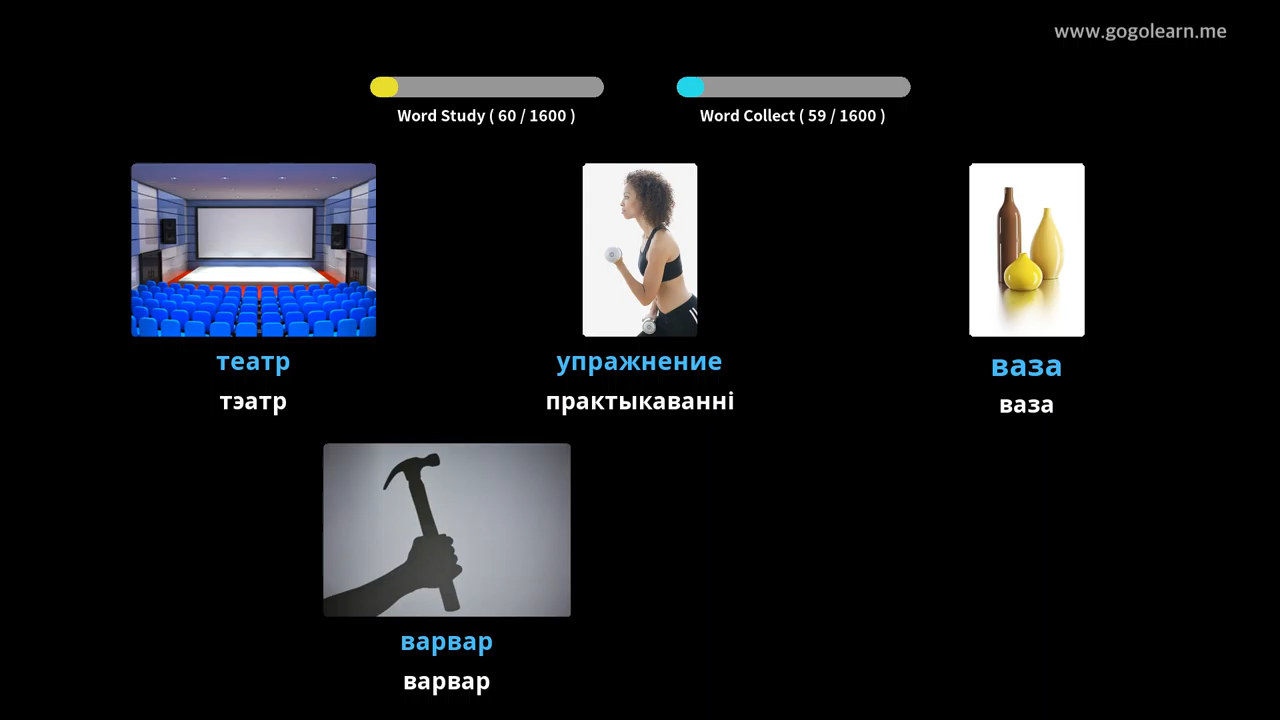 www.gogolearn.me
Word Study ( 60 / 1600 )
Word Collect ( 59 / 1600 )
театр
тэатр
упражнение
практыкаванні
ваза
ваза
варвар
варвар